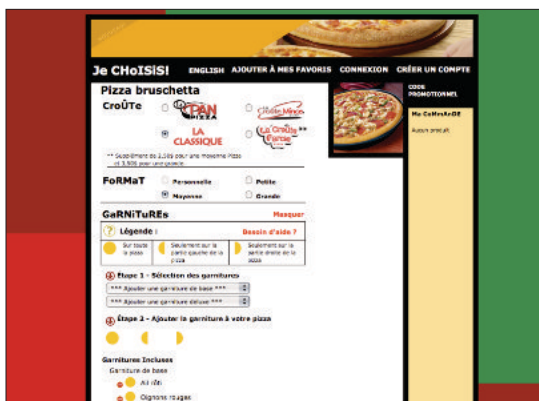 Je CHoISiS!
ENGLISH AJOUTER À MES FAVORIS CONNEXION CRÉER UN COMPTE
Pizza bruschetta
CroÛTe
PAN PIZZA
Croûte Mince
LA CLASSIQUE
La Croûte Farcie **
** Supplément de 2,50$ pour une moyenne Pizza
et 3,50$ pour une grande.
FoRMaT
Personnelle
Petite
Moyenne
Grande
GaRNiTuREs
Masquer
Légende :
Besoin d'aide ?
Sur toute
la pizza
Seulement sur la
partie gauche de la
pizza
Seulement sur la
partie droite de la
pizza
Étape 1 - Sélection des garnitures
*** Ajouter une garniture de base ***
*** Ajouter une garniture deluxe ***
Étape 2 - Ajouter la garniture à votre pizza
Garnitures Incluses
Garniture de base
Ail rôti
Oignons rouges
CODE
PROMOTIONNEL
Ma CoMmAnDE
Aucun produit